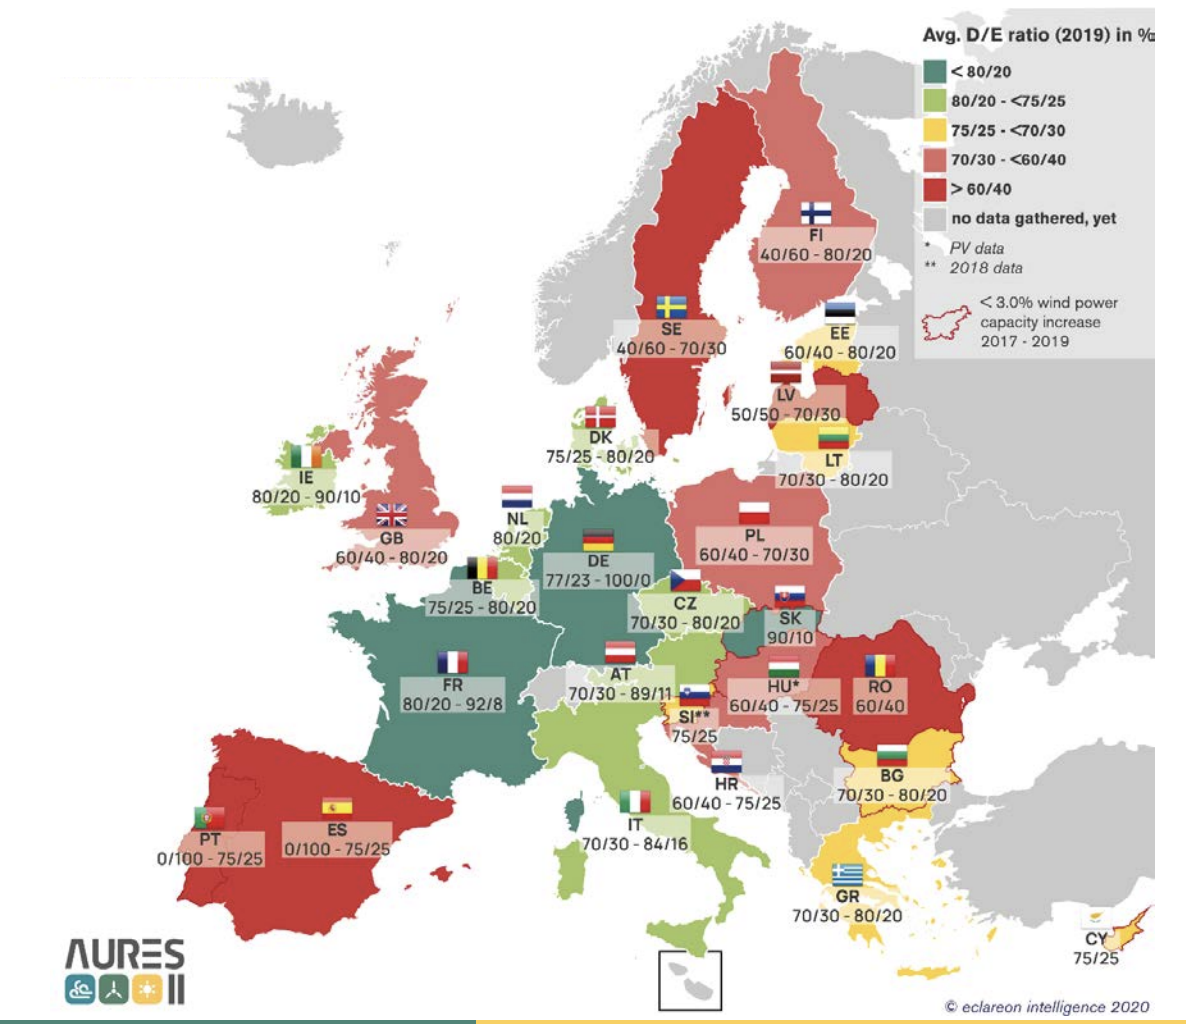 Avg. D/E ratio (2019) in %
< 80/20
80/20 - <75/25
75/25 - <70/30
70/30 - <60/40
> 60/40
no data gathered, yet
* PV data
** 2018 data
< 3.0% wind power
capacity increase
2017 - 2019
FI
40/60 - 80/20
SE
40/60 - 70/30
EE
60/40 - 80/20
LV
50/50 - 70/30
DK
75/25 - 80/20
LT
70/30 - 80/20
IE
80/20 - 90/10
NL
80/20
GB
60/40 - 80/20
PL
60/40 - 70/30
DE
77/23 - 100/0
BE
75/25 - 80/20
CZ
70/30 - 80/20
SK
90/10
AT
70/30 - 89/11
FR
80/20 - 92/8
HU*
60/40 - 75/25
RO
60/40
SI**
75/25
HR
60/40 - 75/25
BG
70/30 - 80/20
IT
70/30 - 84/16
PT
0/100 - 75/25
ES
0/100 - 75/25
GR
70/30 - 80/20
CY
75/25
AURES
II
© eclareon intelligence 2020